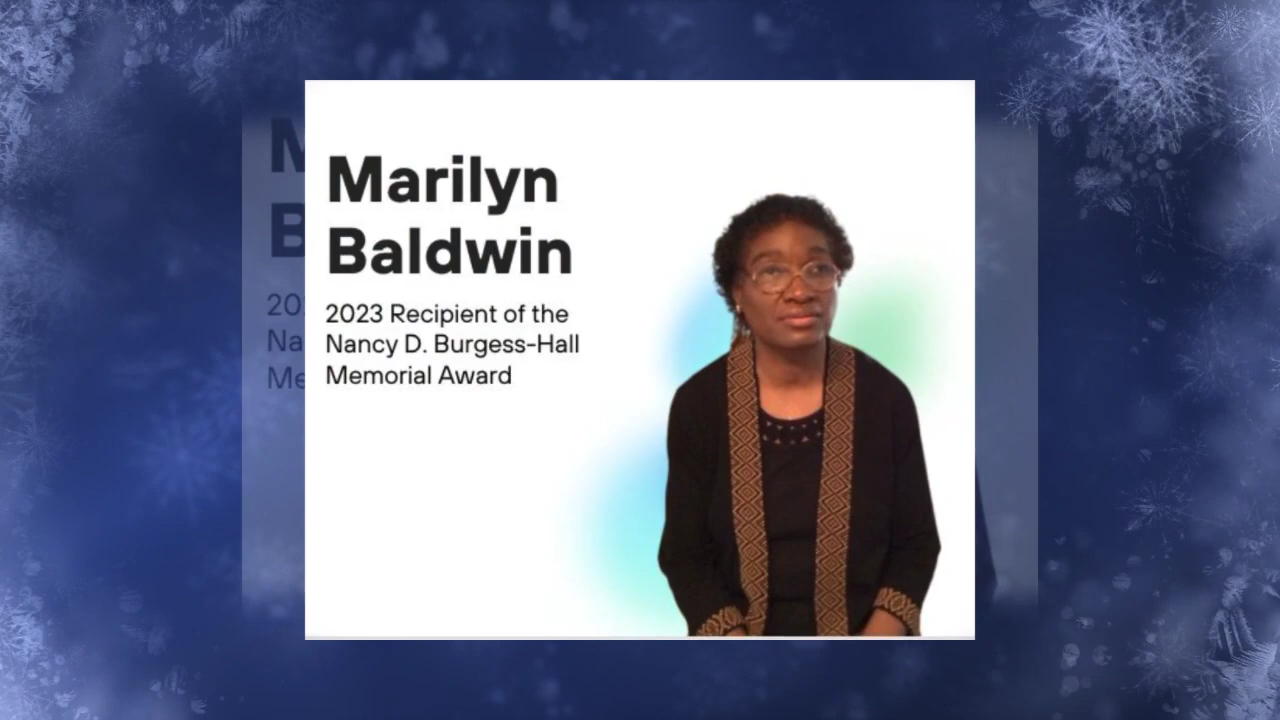 Marilyn
Baldwin
2023 Recipient of the
Nancy D. Burgess-Hall
Memorial Award